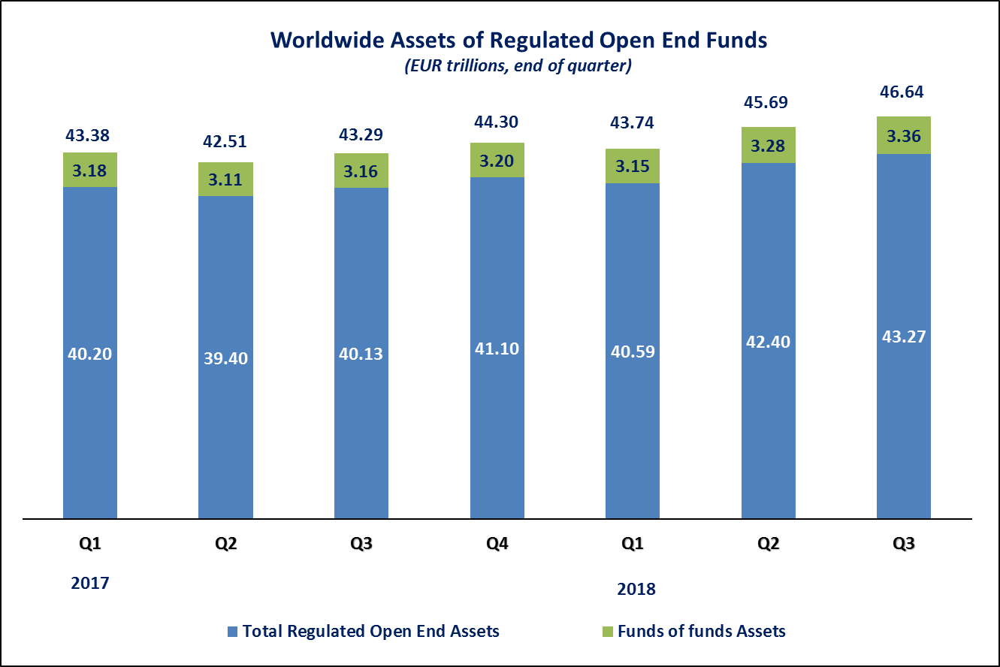 Worldwide Assets of Regulated Open End Funds
(EUR trillions, end of quarter)
43.38 42.51 43.29 44.30 43.74 45.69 46.64
3.18 3.11 3.16 3.20 3.15 3.28 3.36
40.20 39.40 40.13 41.10 40.59 42.40 43.27
Q1 Q2 Q3 Q4 Q1 Q2 Q3
2017 2018
Total Regulated Open End Assets Funds of funds Assets